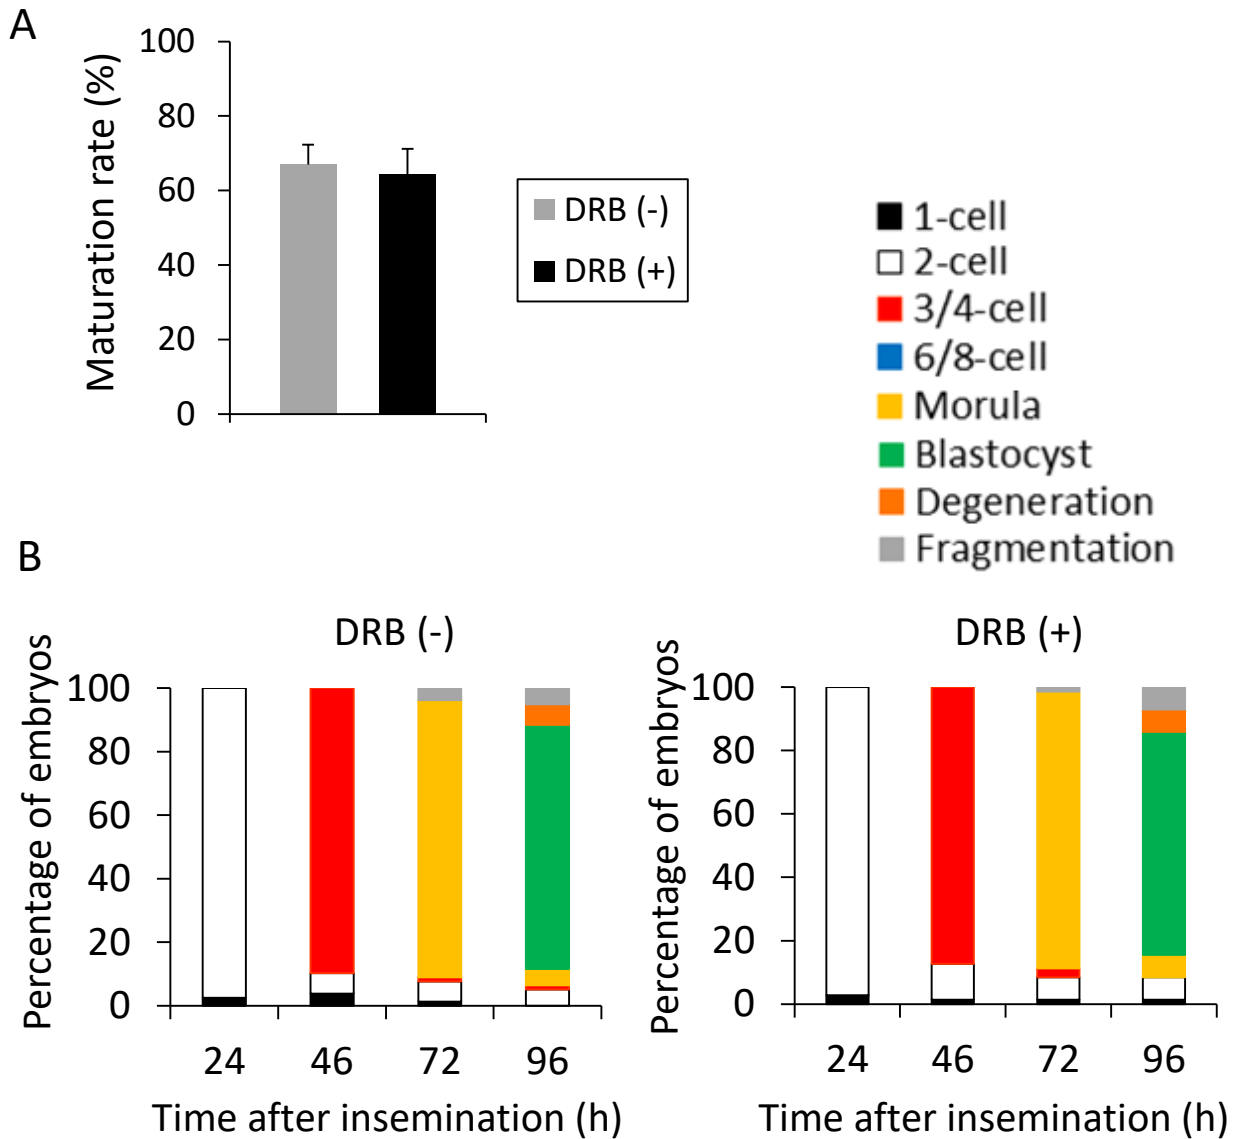 A
Maturation rate (%)
100
80
60
40
20
0
DRB (-)
DRB (+)
1-cell
2-cell
3/4-cell
6/8-cell
Morula
Blastocyst
Degeneration
Fragmentation
B
DRB (-)
Percentage of embryos
100
80
60
40
20
0
24 46 72 96
Time after insemination (h)
DRB (+)
Percentage of embryos
100
80
60
40
20
0
24 46 72 96
Time after insemination (h)